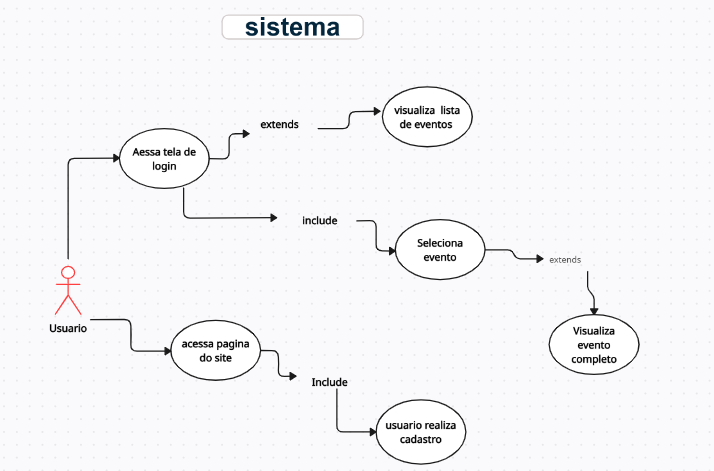 sistema
extends
visualiza lista
de eventos
Aessa tela de
login
include
Seleciona
evento
extends
Usuario
acessa pagina
do site
Visualiza
evento
completo
Include
usuario realiza
cadastro